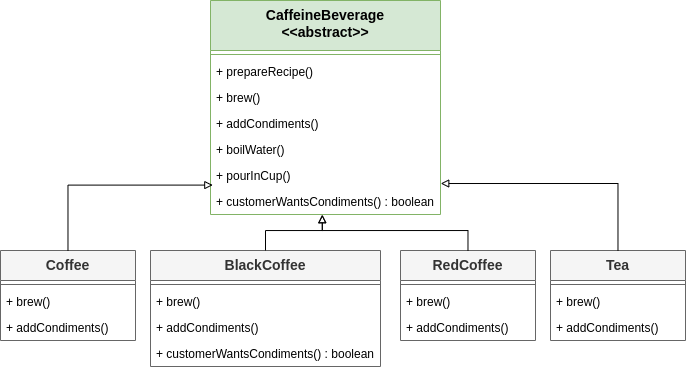 CaffeineBeverage
<<abstract>>
+ prepareRecipe()
+ brew()
+ addCondiments()
+ boilWater()
+ pourInCup()
+ customerWantsCondiments() : boolean
Coffee
+ brew()
+ addCondiments()
BlackCoffee
+ brew()
+ addCondiments()
+ customerWantsCondiments() : boolean
RedCoffee
+ brew()
+ addCondiments()
Tea
+ brew()
+ addCondiments()